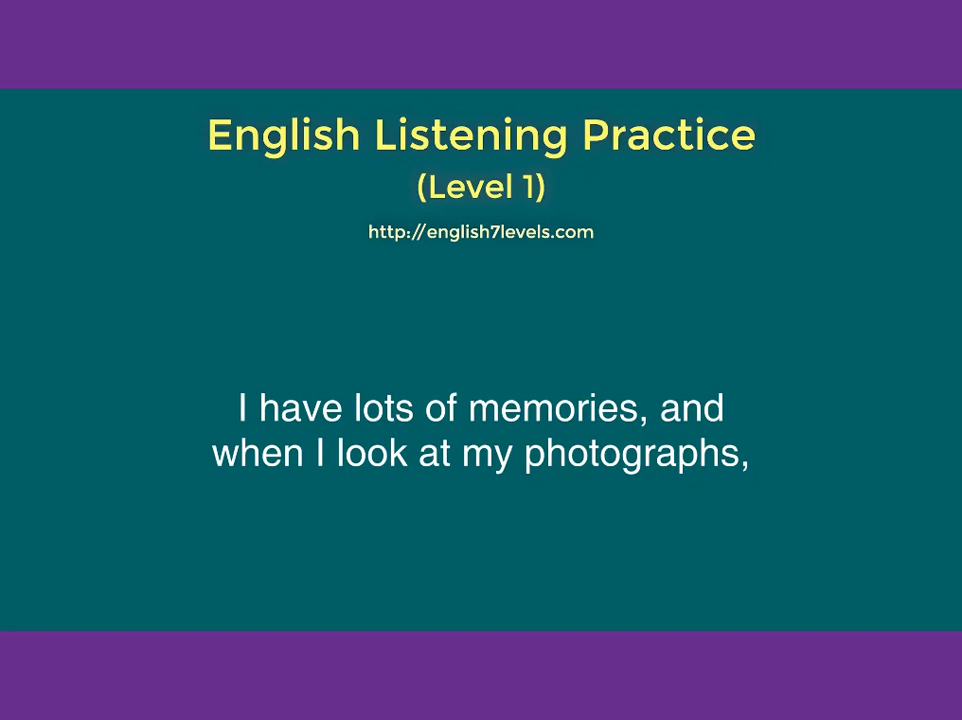 English Listening Practice
(Level 1)
http://english7levels.com
I have lots of memories, and
when I look at my photographs,